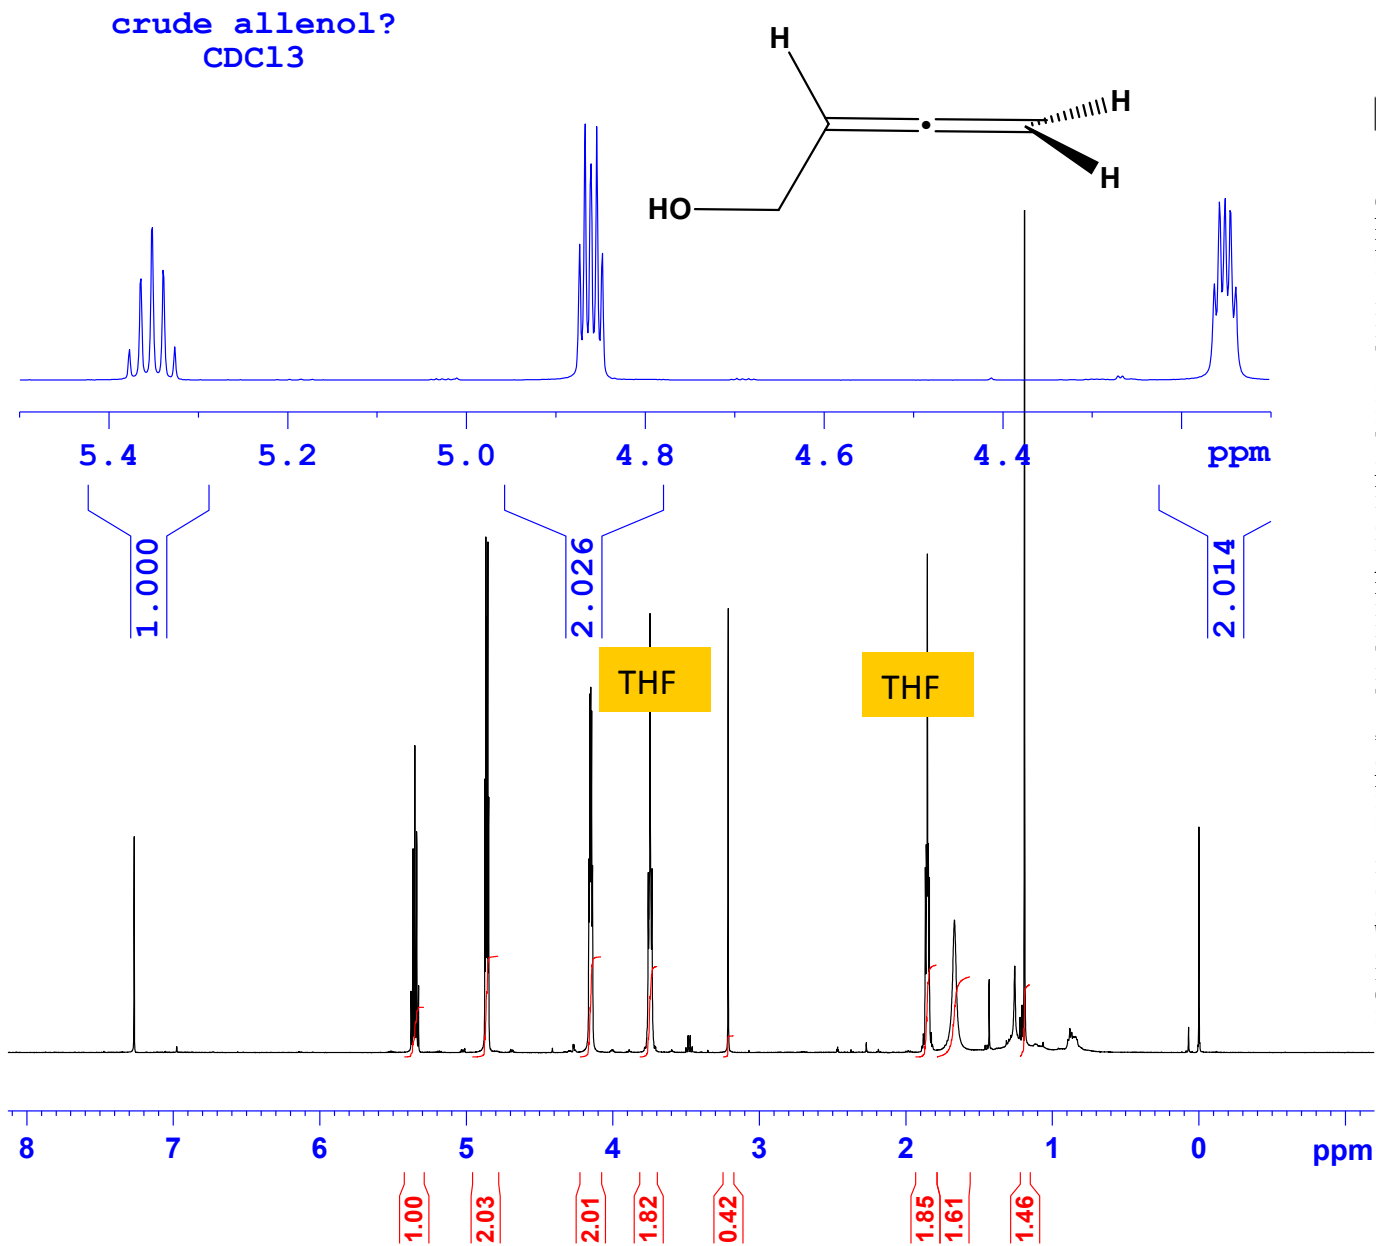 crude allenol?
CDCl3
H
H
H
HO
5.4 5.2 5.0 4.8 4.6 4.4 ppm
1.000 2.026 2.014
THF THF
8 7 6 5 4 3 2 1 0 ppm
1.00 2.03 2.01 1.82 0.42 1.85 1.61 1.46